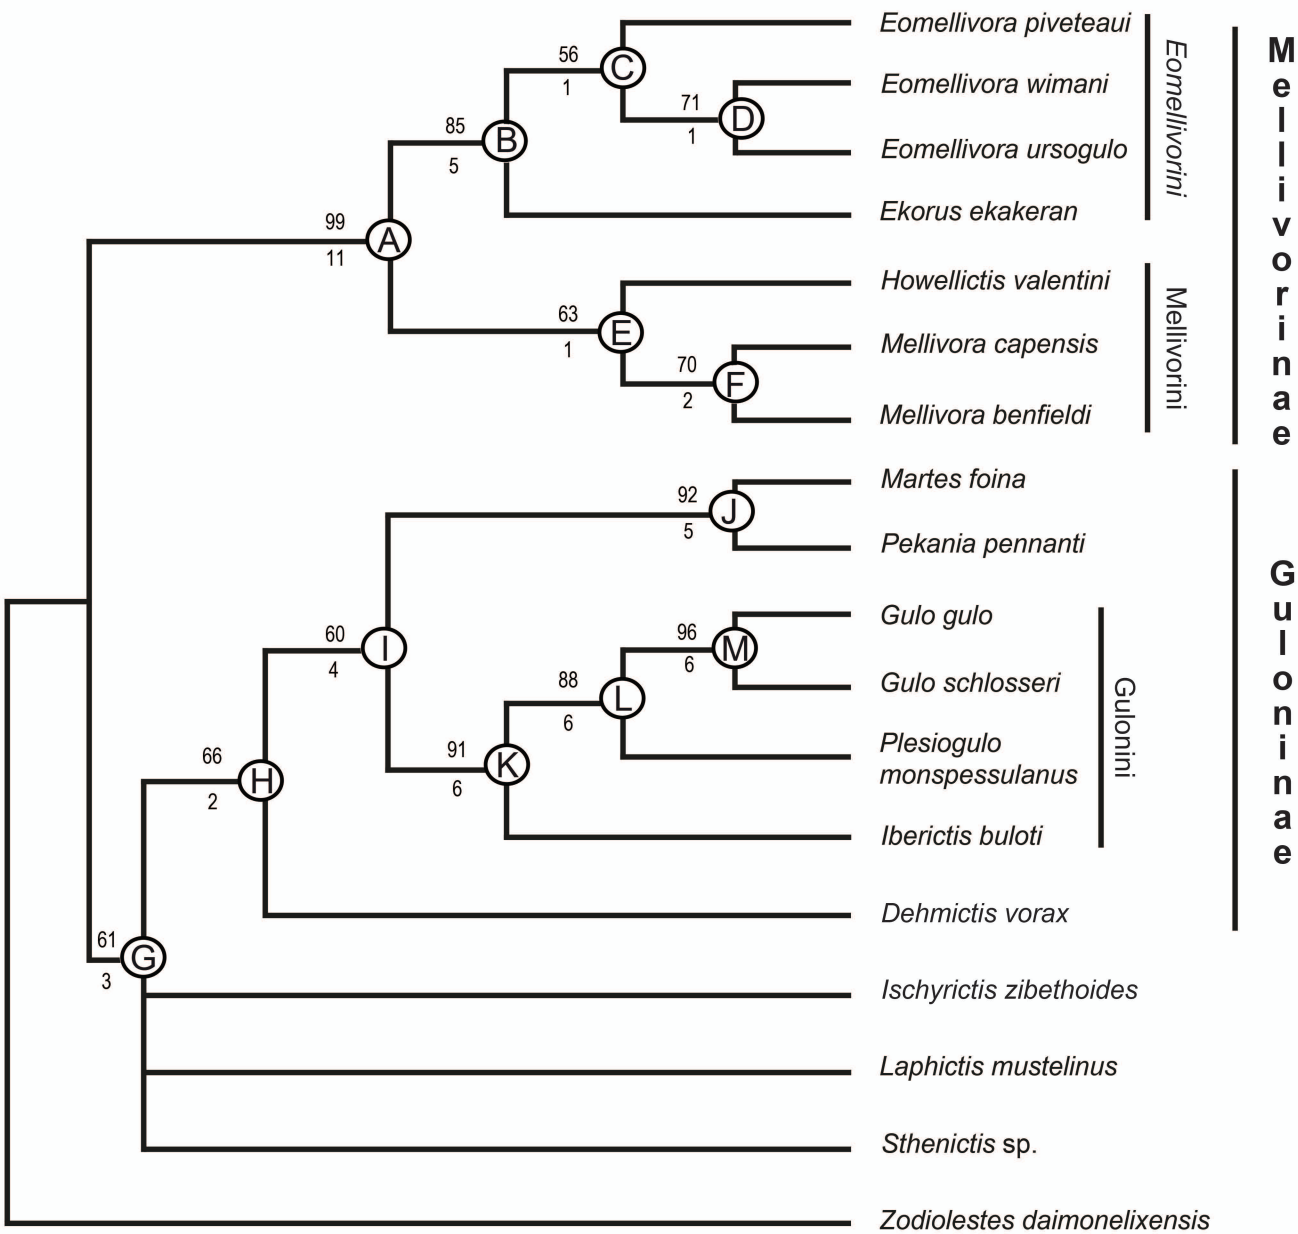 Eomellivora piveteaui
56
C
1
Eomellivora wimani
71
D
1
Eomellivora ursogulo
85
B
5
Ekorus ekakeran
Eomellivorini
99
A
11
Howellictis valentini
63
E
1
Mellivora capensis
70
F
2
Mellivora benfieldi
Mellivorini
Mellivorinae
Martes foina
92
J
5
Pekania pennanti
Gulo gulo
96
M
6
60
I
4
Gulo schlosseri
88
L
6
Plesiogulo
monspessulanus
91
K
6
Iberictis buloti
Gulonini
66
H
2
Dehmictis vorax
Guloninae
61
G
3
Ischyrictis zibethoides
Laphictis mustelinus
Sthenictis sp.
Zodiolestes daimonelixensis